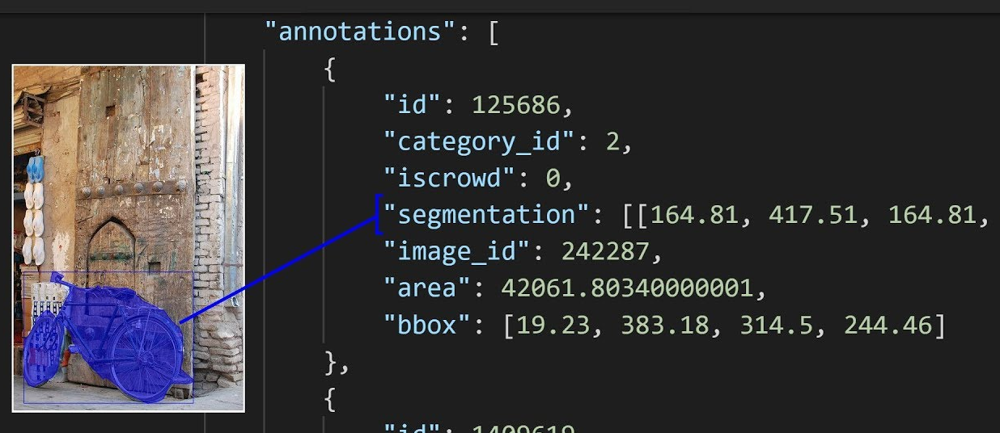 "annotations": [
{
"id": 125686,
"category_id": 2,
"iscrowd": 0,
"segmentation": [[164.81, 417.51, 164.81,
"image_id": 242287,
"area": 42061.80340000001,
"bbox": [19.23, 383.18, 314.5, 244.46]
},
{
"id": 1409619